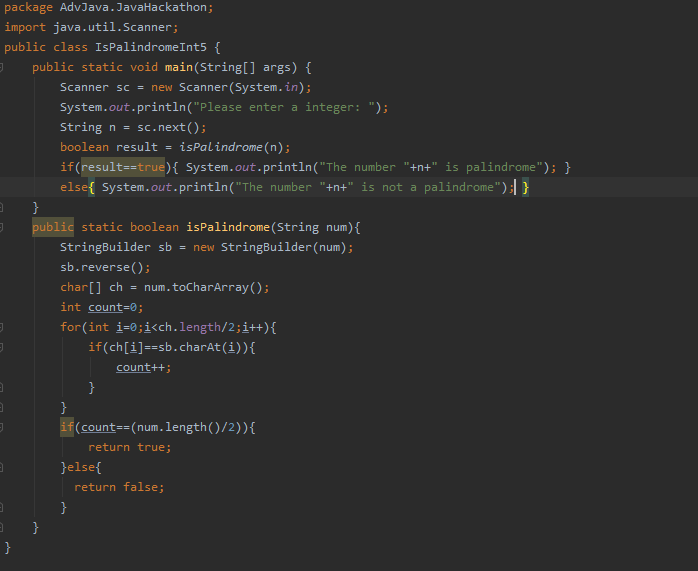 package AdvJava.JavaHackathon;
import java.util.Scanner;
public class IsPalindromeInt5 {
    public static void main(String[] args) {
        Scanner sc = new Scanner(System.in);
        System.out.println("Please enter a integer: ");
        String n = sc.next();
        boolean result = isPalindrome(n);
        if(result==true){ System.out.println("The number "+n+" is palindrome"); }
        else{ System.out.println("The number "+n+" is not a palindrome"); }
    }
    public static boolean isPalindrome(String num){
        StringBuilder sb = new StringBuilder(num);
        sb.reverse();
        char[] ch = num.toCharArray();
        int count=0;
        for(int i=0;i<ch.length/2;i++){
            if(ch[i]==sb.charAt(i)){
                count++;
            }
        }
        if(count==(num.length()/2)){
            return true;
        }else{
          return false;
        }
    }
}